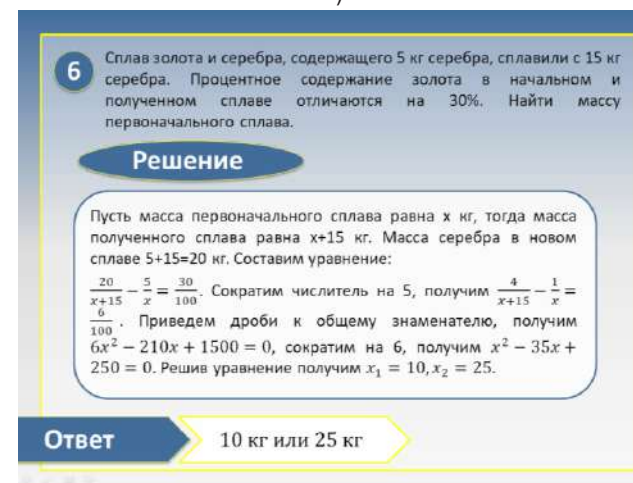 6
Сплав золота и серебра, содержащего 5 кг серебра, сплавили с 15 кг
серебра. Процентное содержание золота в начальном и
полученном сплаве отличаются на 30%. Найти массу
первоначального сплава.
Решение
Пусть масса первоначального сплава равна х кг, тогда масса
полученного сплава равна х+15 кг. Масса серебра в новом
сплаве 5+15=20 кг. Составим уравнение:
20/(x+15) − 5/x = 30/100. Сократим числитель на 5, получим 4/(x+15) − 1/x =
6/100 . Приведем дроби к общему знаменателю, получим
6x² − 210x + 1500 = 0, сократим на 6, получим x² − 35x +
250 = 0. Решив уравнение получим x₁ = 10, x₂ = 25.
Ответ
10 кг или 25 кг